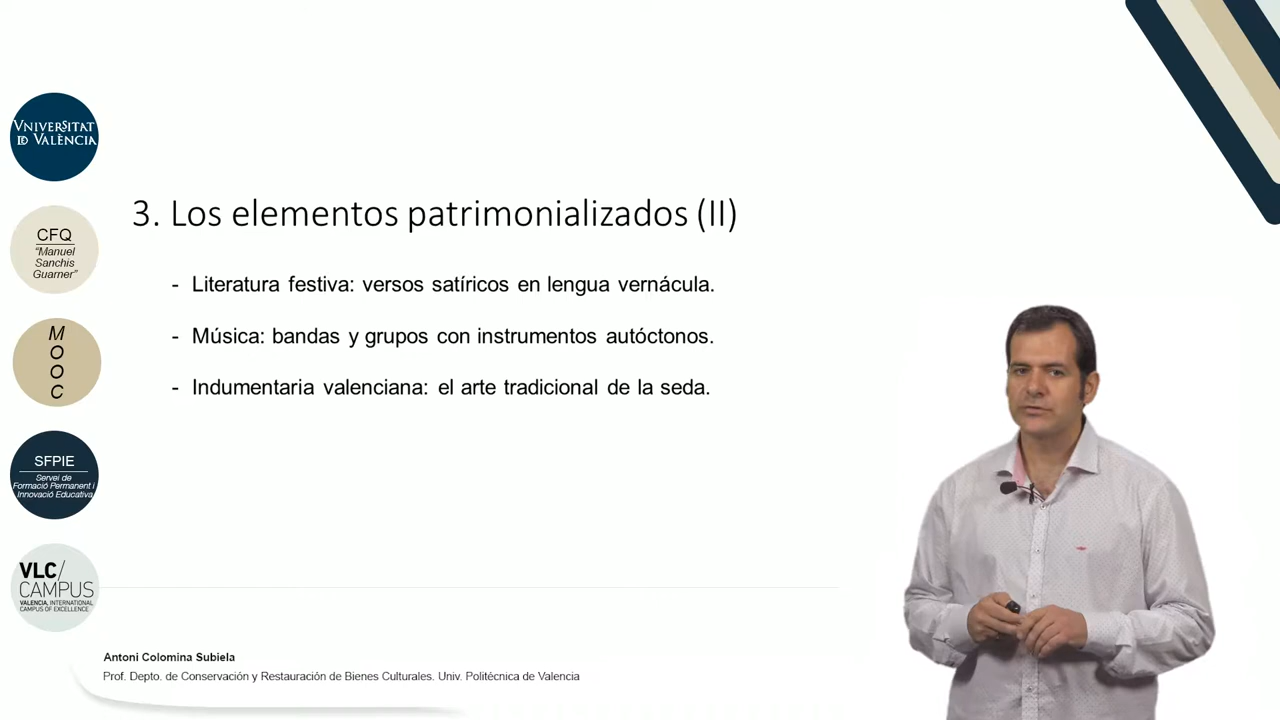 VNIVERSITAT
ID VALÈNCIA
CFQ
“Manuel
Sanchis
Guarner”
M
O
O
C
SFPIE
Servei de
Formació Permanent i
Innovació Educativa
VLC/
CAMPUS
VALENCIA, INTERNATIONAL
CAMPUS OF EXCELLENCE
3. Los elementos patrimonializados (II)
- Literatura festiva: versos satíricos en lengua vernácula.
- Música: bandas y grupos con instrumentos autóctonos.
- Indumentaria valenciana: el arte tradicional de la seda.
Antoni Colomina Subiela
Prof. Depto. de Conservación y Restauración de Bienes Culturales. Univ. Politécnica de Valencia